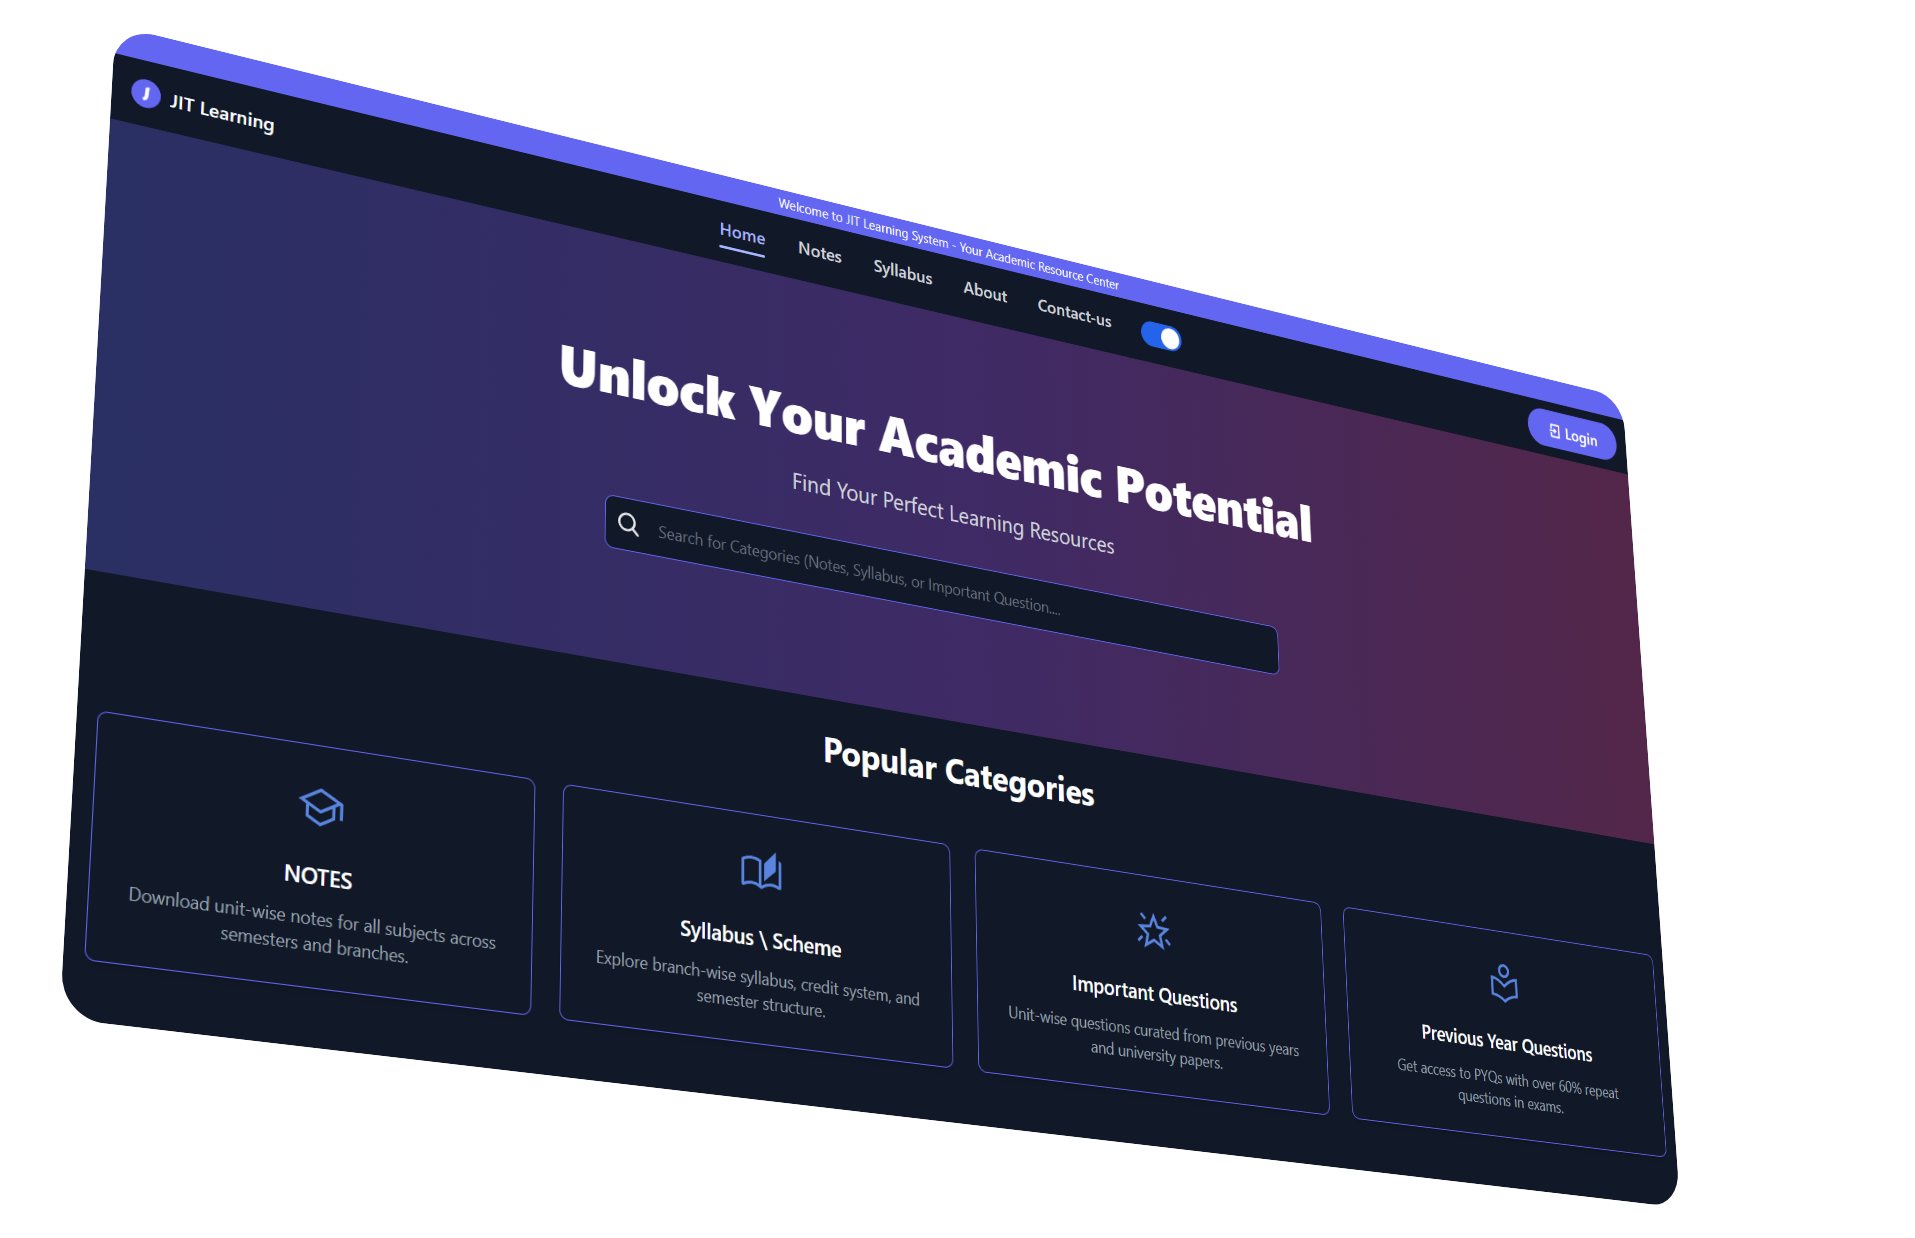 Welcome to JIT Learning System - Your Academic Resource Center
J JIT Learning
Home Notes Syllabus About Contact-us
Login
Unlock Your Academic Potential
Find Your Perfect Learning Resources
Search for Categories (Notes, Syllabus, or Important Question....
Popular Categories
NOTES
Download unit-wise notes for all subjects across
semesters and branches.
Syllabus \ Scheme
Explore branch-wise syllabus, credit system, and
semester structure.
Important Questions
Unit-wise questions curated from previous years
and university papers.
Previous Year Questions
Get access to PYQs with over 60% repeat
questions in exams.